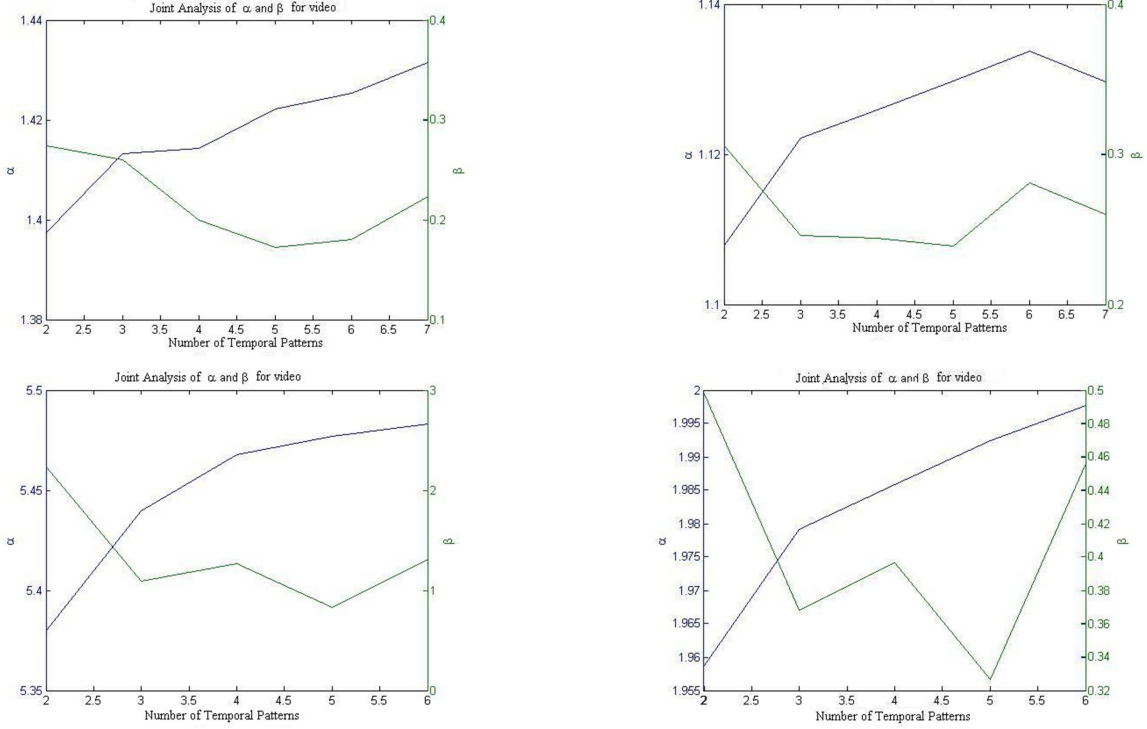 Joint Analysis of α and β for video
1.44
1.42
1.4
1.38
α
0.4
0.3
0.2
0.1
β
2 2.5 3 3.5 4 4.5 5 5.5 6 6.5 7
Number of Temporal Patterns
1.14
1.12
1.1
α
0.4
0.3
0.2
β
2 2.5 3 3.5 4 4.5 5 5.5 6 6.5 7
Number of Temporal Patterns
Joint Analysis of α and β for video
5.5
5.45
5.4
5.35
α
3
2
1
0
β
2 2.5 3 3.5 4 4.5 5 5.5 6
Number of Temporal Patterns
Joint Analysis of α and β for video
2
1.995
1.99
1.985
1.98
1.975
1.97
1.965
1.96
1.955
α
0.5
0.48
0.46
0.44
0.42
0.4
0.38
0.36
0.34
0.32
β
2 2.5 3 3.5 4 4.5 5 5.5 6
Number of Temporal Patterns